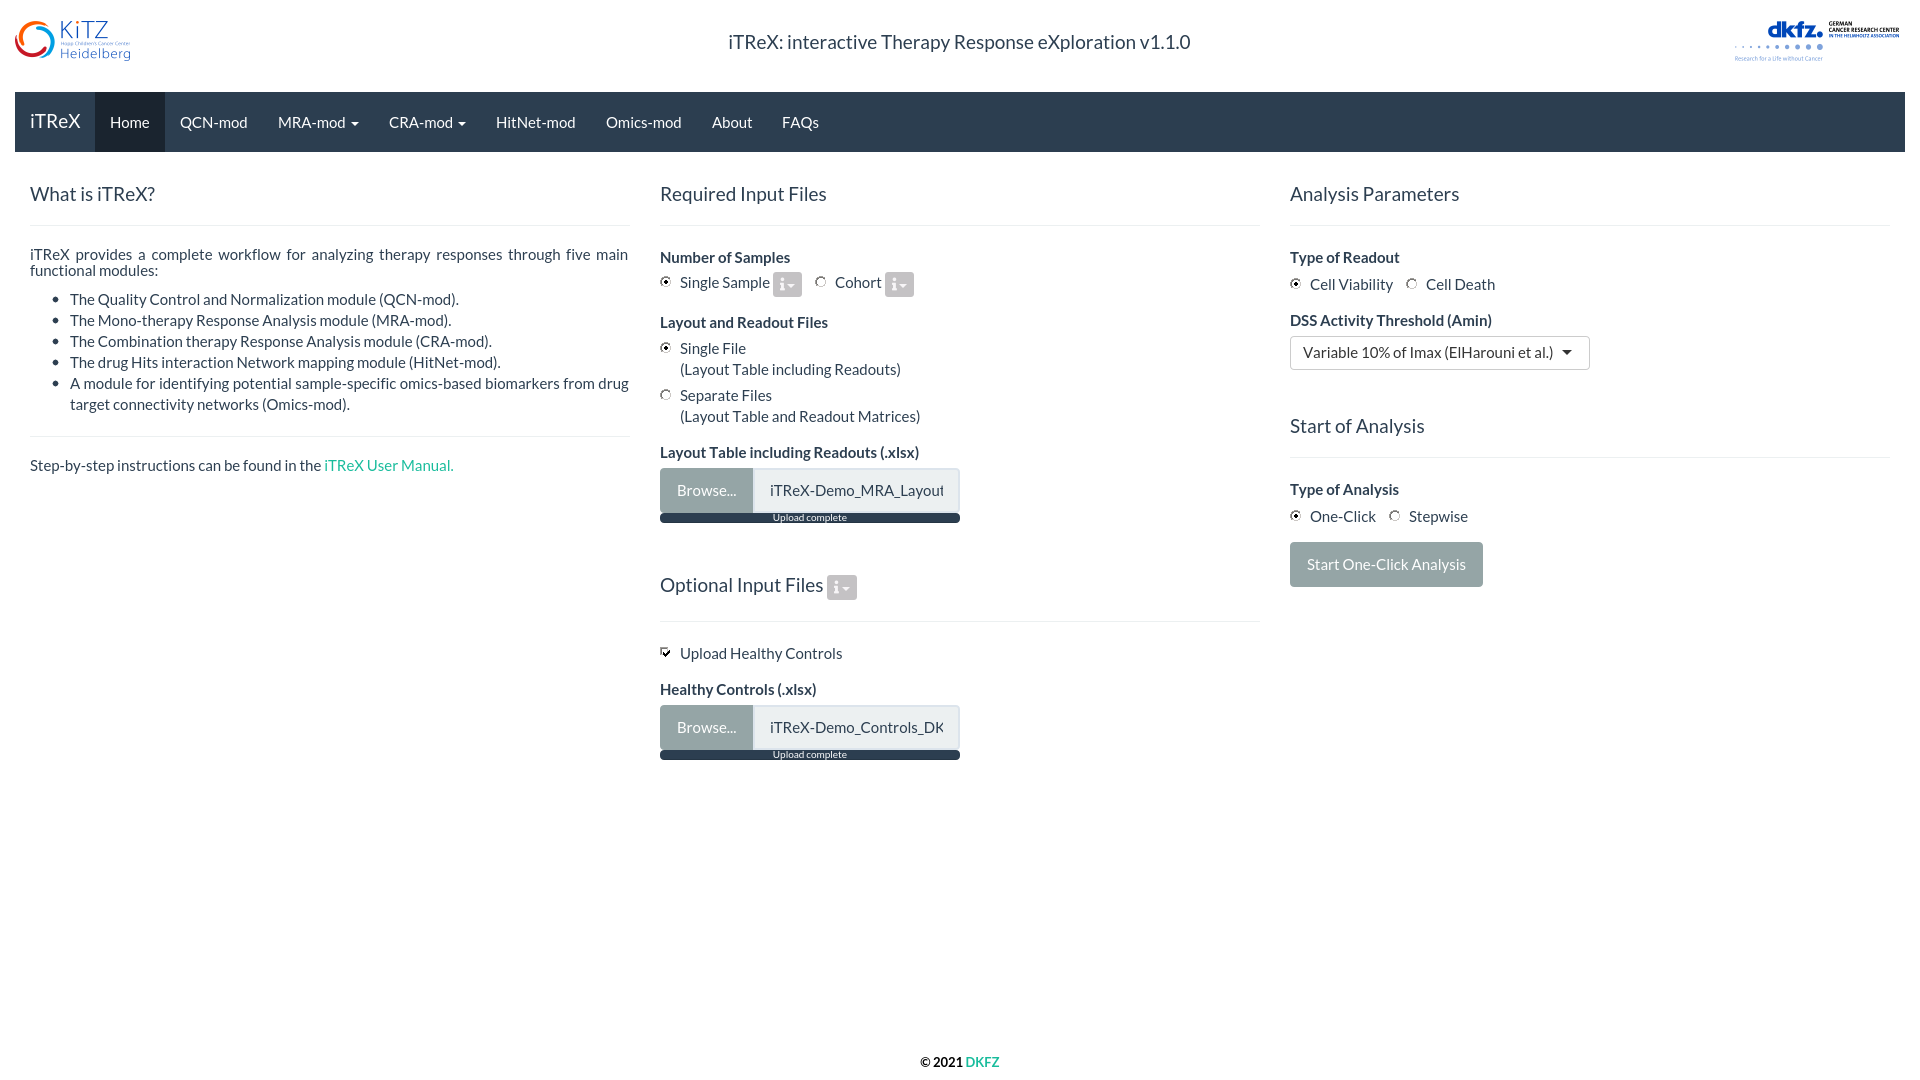 KiTZ
Hopp Children's Cancer Center
Heidelberg
iTReX: interactive Therapy Response eXploration v1.1.0
dkfz.
GERMAN
CANCER RESEARCH CENTER
IN THE HELMHOLTZ ASSOCIATION
Research for a Life without Cancer
iTReX Home QCN-mod MRA-mod CRA-mod HitNet-mod Omics-mod About FAQs
What is iTReX?
iTReX provides a complete workflow for analyzing therapy responses through five main
functional modules:
The Quality Control and Normalization module (QCN-mod).
The Mono-therapy Response Analysis module (MRA-mod).
The Combination therapy Response Analysis module (CRA-mod).
The drug Hits interaction Network mapping module (HitNet-mod).
A module for identifying potential sample-specific omics-based biomarkers from drug
target connectivity networks (Omics-mod).
Step-by-step instructions can be found in the iTReX User Manual.
Required Input Files
Number of Samples
Single Sample i Cohort i
Layout and Readout Files
Single File
(Layout Table including Readouts)
Separate Files
(Layout Table and Readout Matrices)
Layout Table including Readouts (.xlsx)
Browse... iTReX-Demo_MRA_Layout
Upload complete
Optional Input Files i
Upload Healthy Controls
Healthy Controls (.xlsx)
Browse... iTReX-Demo_Controls_DK
Upload complete
Analysis Parameters
Type of Readout
Cell Viability Cell Death
DSS Activity Threshold (Amin)
Variable 10% of Imax (ElHarouni et al.)
Start of Analysis
Type of Analysis
One-Click Stepwise
Start One-Click Analysis
© 2021 DKFZ